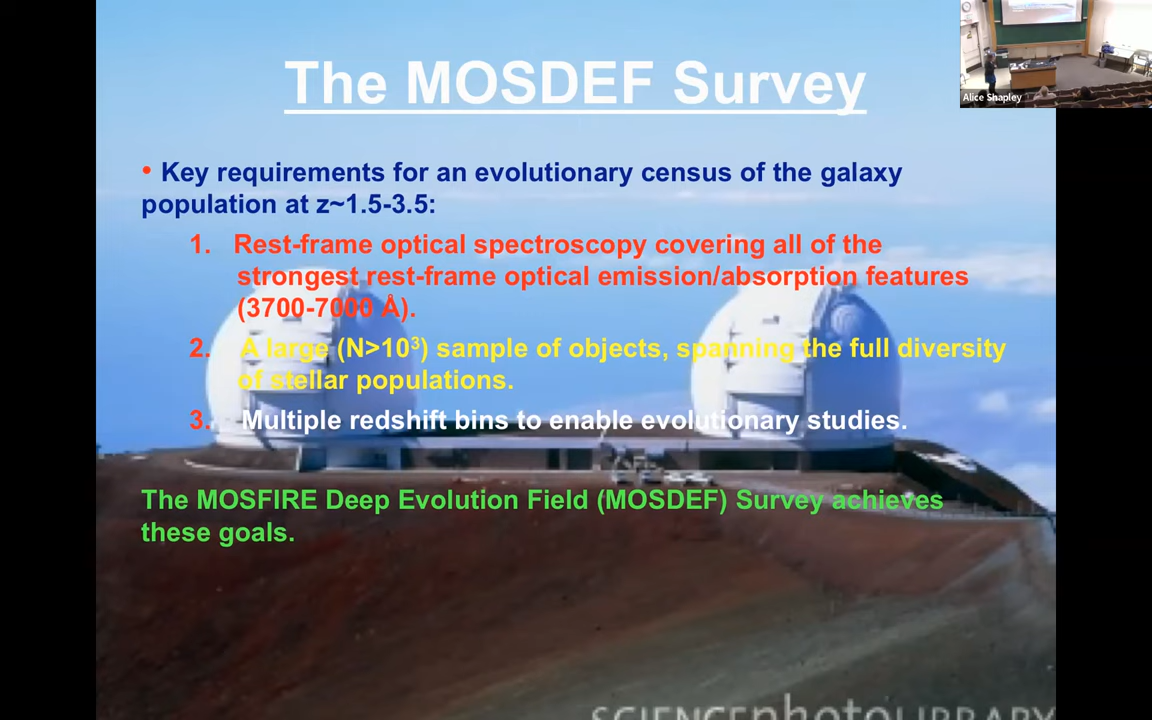 Alice Shapley
The MOSDEF Survey
• Key requirements for an evolutionary census of the galaxy
population at z~1.5-3.5:
1. Rest-frame optical spectroscopy covering all of the
strongest rest-frame optical emission/absorption features
(3700-7000 Å).
2. A large (N>10³) sample of objects, spanning the full diversity
of stellar populations.
3. Multiple redshift bins to enable evolutionary studies.
The MOSFIRE Deep Evolution Field (MOSDEF) Survey achieves
these goals.
SCIENCEphotoLIBRARY